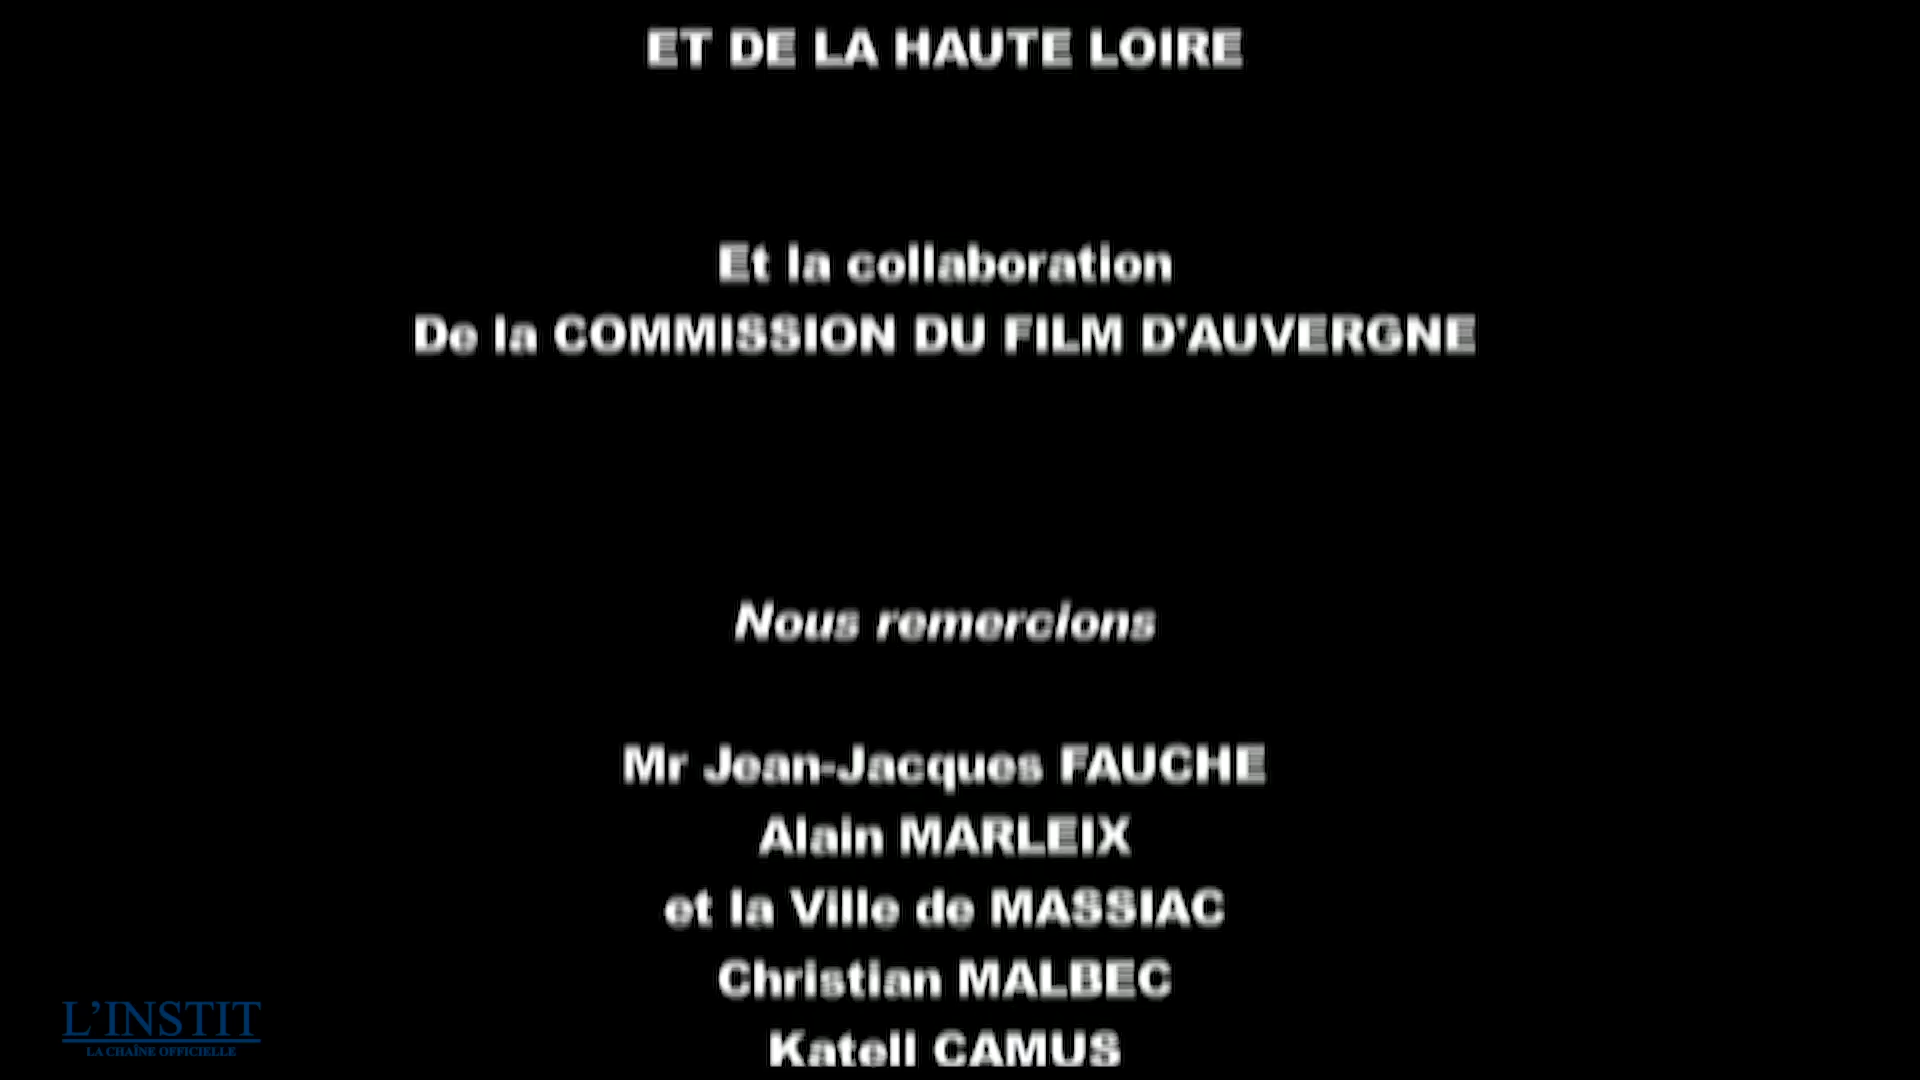 ET DE LA HAUTE LOIRE
Et la collaboration
De la COMMISSION DU FILM D'AUVERGNE
Nous remercions
Mr Jean-Jacques FAUCHE
Alain MARLEIX
et la Ville de MASSIAC
Christian MALBEC
Katell CAMUS
L'INSTIT
LA CHAÎNE OFFICIELLE